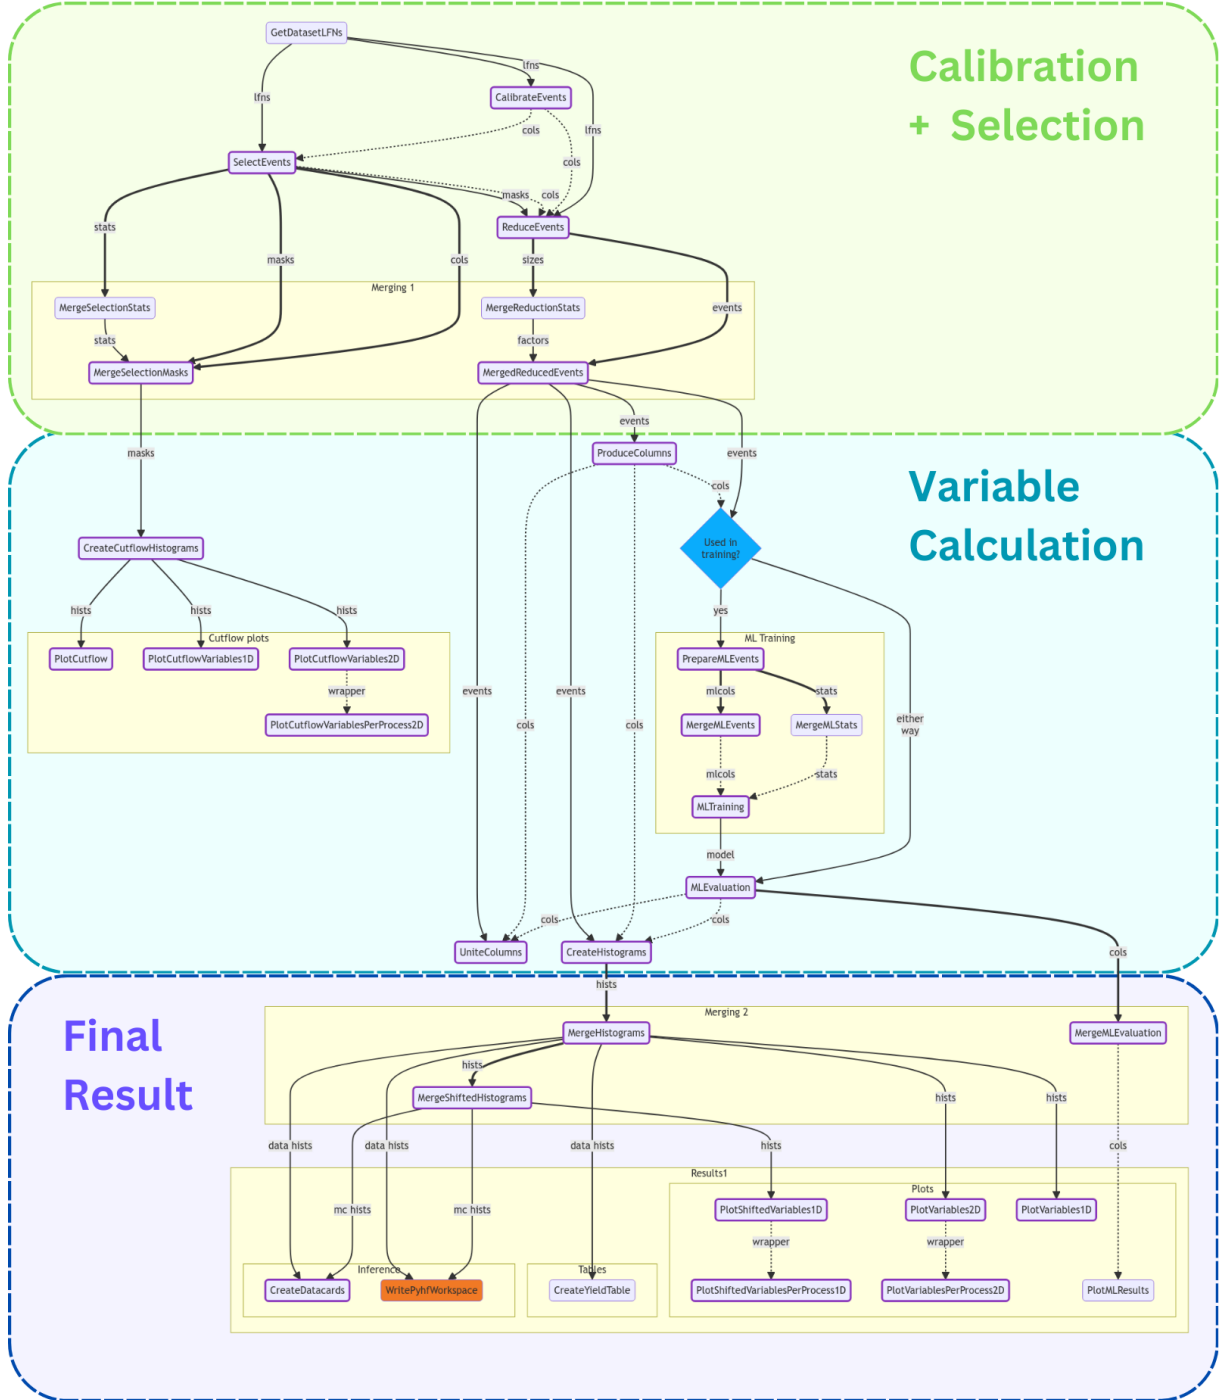 GetDatasetLFNs
Calibration
+ Selection
lfns
lfns
CalibrateEvents
lfns
cols
cols
SelectEvents
masks
cols
ReduceEvents
stats
masks
cols
sizes
Merging 1
MergeSelectionStats
MergeReductionStats
events
stats
factors
MergeSelectionMasks
MergedReducedEvents
events
masks
ProduceColumns
events
Variable
Calculation
cols
Used in
training?
CreateCutflowHistograms
hists
hists
hists
yes
Cutflow plots
ML Training
PlotCutflow
PlotCutflowVariables1D
PlotCutflowVariables2D
PrepareMLEvents
wrapper
events
events
mlcols
stats
PlotCutflowVariablesPerProcess2D
cols
cols
MergeMLEvents
MergeMLStats
either
way
mlcols
stats
MLTraining
model
MLEvaluation
cols
cols
UniteColumns
CreateHistograms
cols
hists
Final
Result
Merging 2
MergeHistograms
MergeMLEvaluation
hists
MergeShiftedHistograms
hists
hists
data hists
data hists
data hists
hists
cols
Results1
Plots
mc hists
mc hists
PlotShiftedVariables1D
PlotVariables2D
PlotVariables1D
wrapper
wrapper
Inference
Tables
CreateDatacards
WritePyhfWorkspace
CreateYieldTable
PlotShiftedVariablesPerProcess1D
PlotVariablesPerProcess2D
PlotMLResults